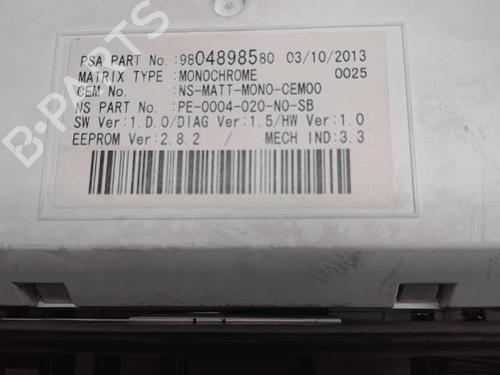 PSA PART No.:9804898580 03/10/2013
MATRIX TYPE :MONOCHROME 0025
CEM No. :NS-MATT-MONO-CEM00
NS PART No. :PE-0004-020-NO-SB
SW Ver:1.D.0/DIAG Ver:1.5/HW Ver:1.0
EEPROM Ver:2.8.2 / MECH IND:3.3
B-PARTS